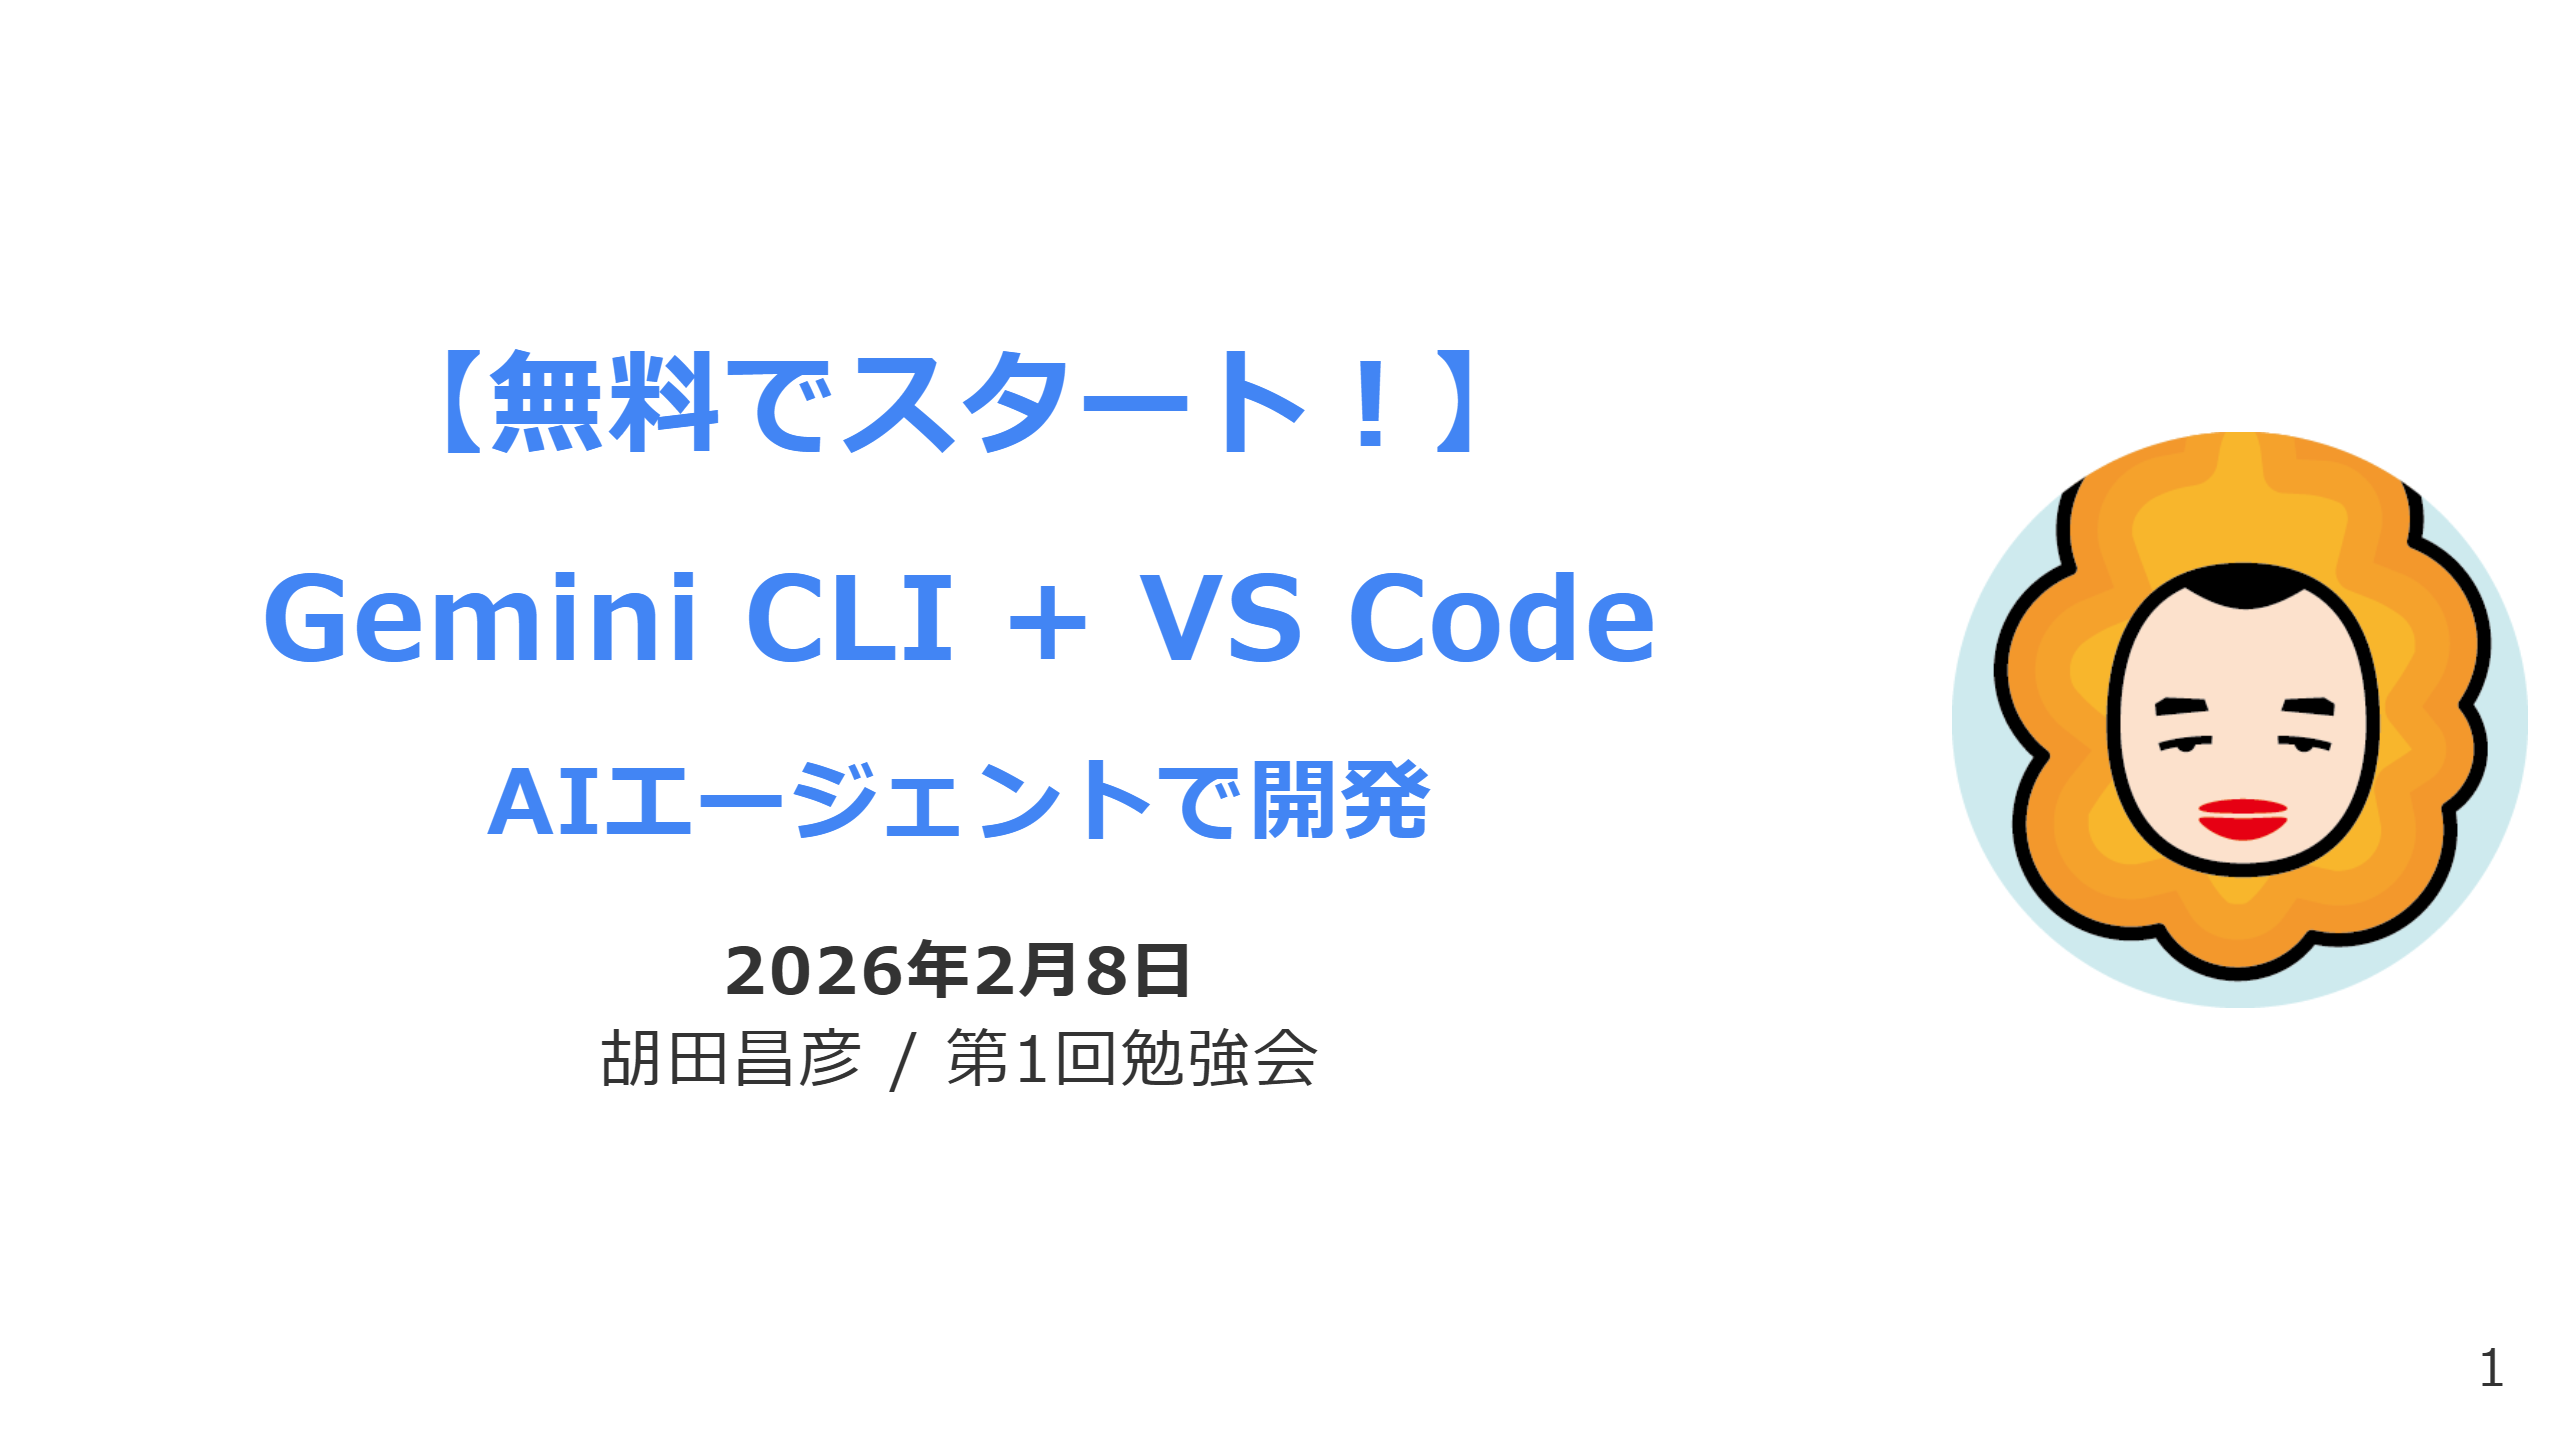 【無料でスタート！】
Gemini CLI + VS Code
AIエージェントで開発
2026年2月8日
胡田昌彦 / 第1回勉強会
1